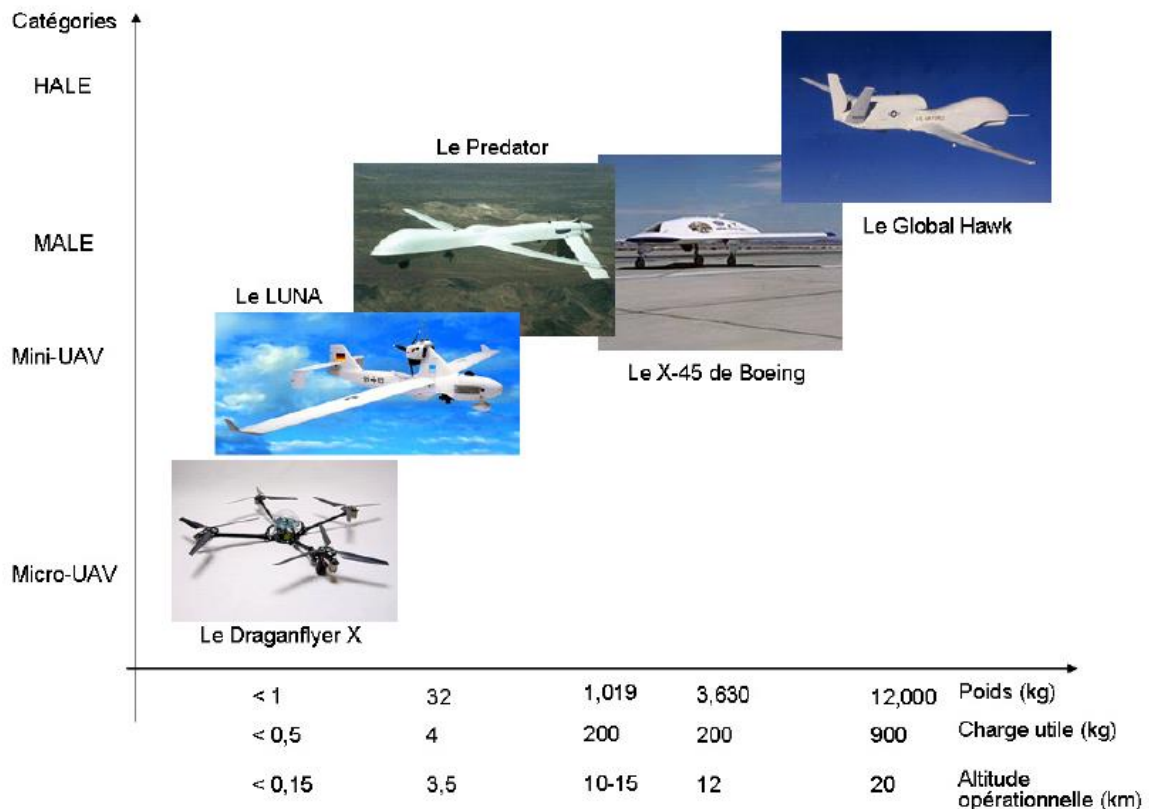 Catégories
HALE
Le Predator
Le Global Hawk
MALE
Le LUNA
Mini-UAV
Le X-45 de Boeing
Micro-UAV
Le Draganflyer X
< 1 32 1,019 3,630 12,000 Poids (kg)
< 0,5 4 200 200 900 Charge utile (kg)
< 0,15 3,5 10-15 12 20 Altitude
opérationnelle (km)